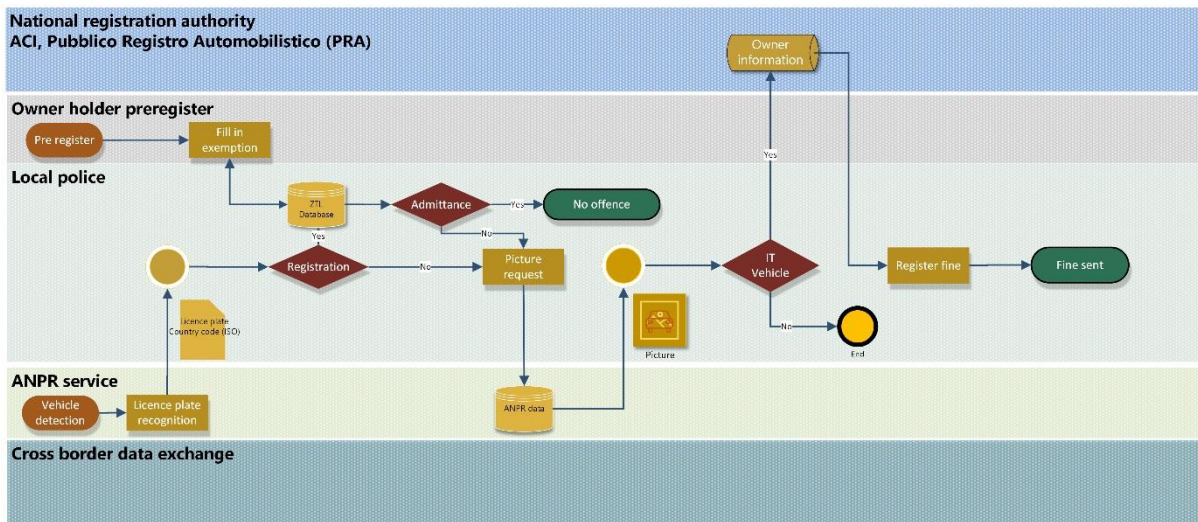 National registration authority
ACI, Pubblico Registro Automobilistico (PRA)
Owner
information
Owner holder preregister
Pre register
Fill in
exemption
Yes
Local police
ZTL
Database
Admittance
Yes
No offence
No
Yes
Registration
No
Picture
request
IT
Vehicle
Register fine
Fine sent
Licence plate
Country code (ISO)
Picture
No
End
ANPR service
Vehicle
detection
Licence plate
recognition
ANPR data
Cross border data exchange